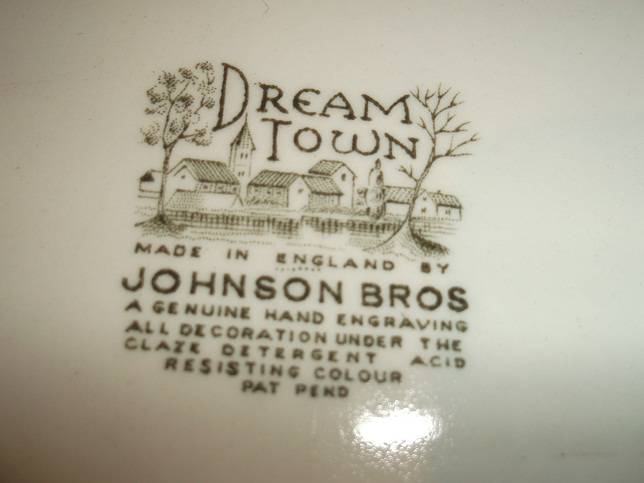 DREAM
TOWN
MADE IN ENGLAND BY
JOHNSON BROS
A GENUINE HAND ENGRAVING
ALL DECORATION UNDER THE
GLAZE DETERGENT ACID
RESISTING COLOUR
PAT PEND